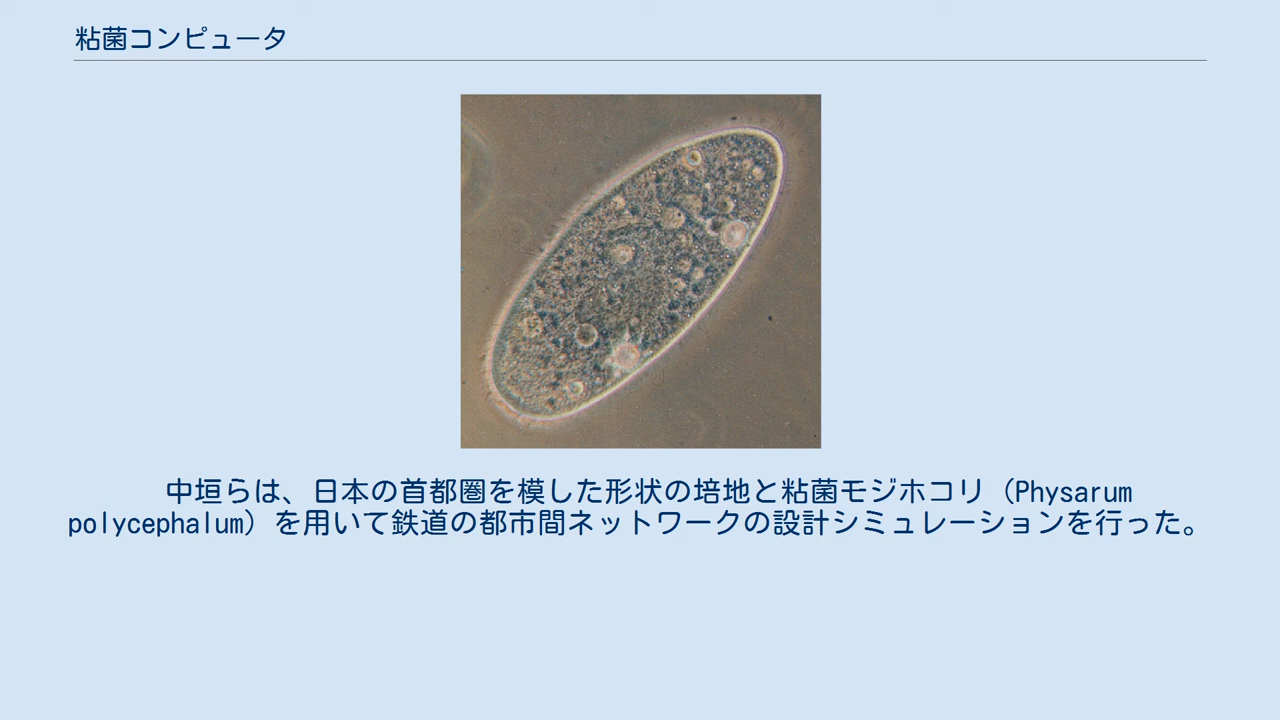 粘菌コンピュータ
中垣らは、日本の首都圏を模した形状の培地と粘菌モジホコリ（Physarum
polycephalum）を用いて鉄道の都市間ネットワークの設計シミュレーションを行った。